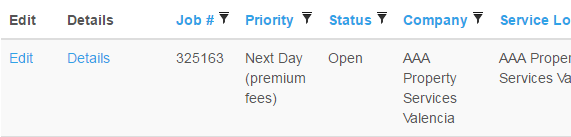 Edit Details Job # Priority Status Company Service Lo
Edit Details 325163 Next Day Open AAA AAA Proper
(premium Property Services Va
fees) Services
Valencia